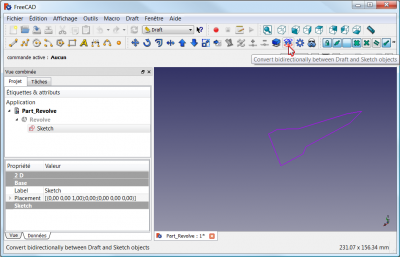 FreeCAD
Fichier Édition Affichage Outils Macro Draft Fenêtre Aide
Draft
commande active : Aucun
Convert bidirectionally between Draft and Sketch objects
Vue combinée
Projet Tâches
Étiquettes & attributs
Application
Part_Revolve
Revolve
Sketch
Propriété Valeur
2 D
Base
Label Sketch
Placement [(0,00 0,00 1,00);0,00;(0,00 0,00 0,00)]
Sketch
Vue Données
Part_Revolve : 1*
Convert bidirectionally between Draft and Sketch objects
231.07 x 156.34 mm